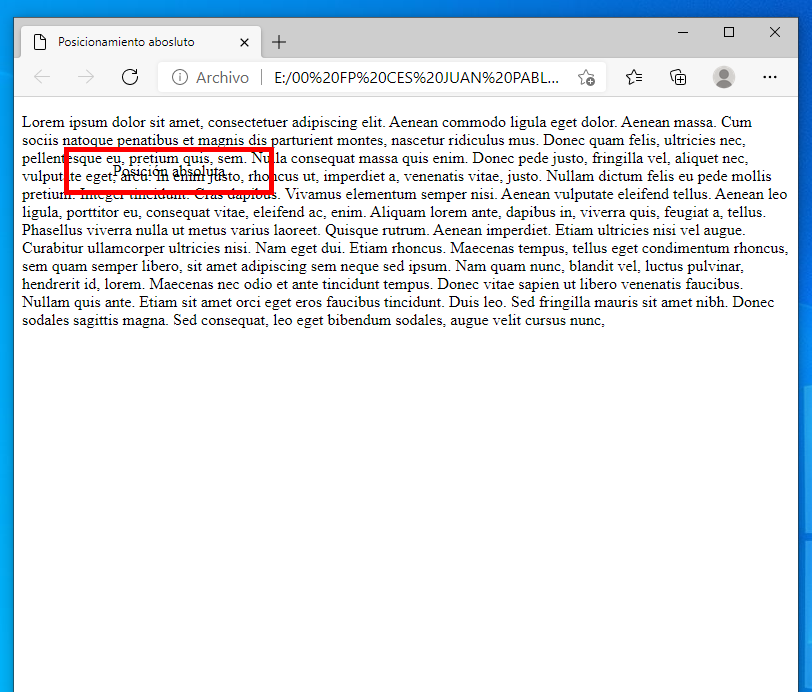 Posicionamiento abosluto
Archivo
E:/00%20FP%20CES%20JUAN%20PABL...
Lorem ipsum dolor sit amet, consectetuer adipiscing elit. Aenean commodo ligula eget dolor. Aenean massa. Cum
sociis natoque penatibus et magnis dis parturient montes, nascetur ridiculus mus. Donec quam felis, ultricies nec,
pellentesque eu, pretium quis, sem. Nulla consequat massa quis enim. Donec pede justo, fringilla vel, aliquet nec,
Posición absoluta
vulputate eget, arcu. In enim justo, rhoncus ut, imperdiet a, venenatis vitae, justo. Nullam dictum felis eu pede mollis
pretium. Integer tincidunt. Cras dapibus. Vivamus elementum semper nisi. Aenean vulputate eleifend tellus. Aenean leo
ligula, porttitor eu, consequat vitae, eleifend ac, enim. Aliquam lorem ante, dapibus in, viverra quis, feugiat a, tellus.
Phasellus viverra nulla ut metus varius laoreet. Quisque rutrum. Aenean imperdiet. Etiam ultricies nisi vel augue.
Curabitur ullamcorper ultricies nisi. Nam eget dui. Etiam rhoncus. Maecenas tempus, tellus eget condimentum rhoncus,
sem quam semper libero, sit amet adipiscing sem neque sed ipsum. Nam quam nunc, blandit vel, luctus pulvinar,
hendrerit id, lorem. Maecenas nec odio et ante tincidunt tempus. Donec vitae sapien ut libero venenatis faucibus.
Nullam quis ante. Etiam sit amet orci eget eros faucibus tincidunt. Duis leo. Sed fringilla mauris sit amet nibh. Donec
sodales sagittis magna. Sed consequat, leo eget bibendum sodales, augue velit cursus nunc,